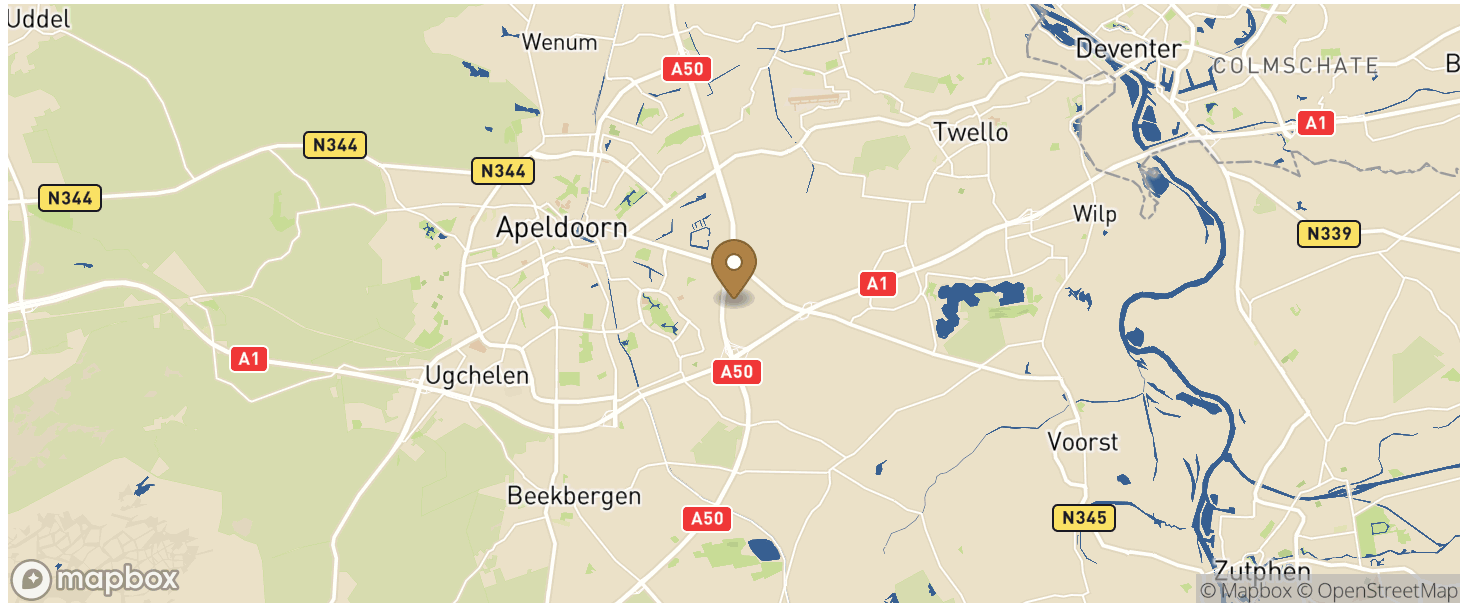 Uddel
Wenum
Deventer
COLMSCHATE
B
A50
A1
Twello
N344
N344
N344
Wilp
Apeldoorn
N339
A1
A1
A50
Ugchelen
Voorst
Beekbergen
A50
N345
Zutphen
mapbox
© Mapbox © OpenStreetMap